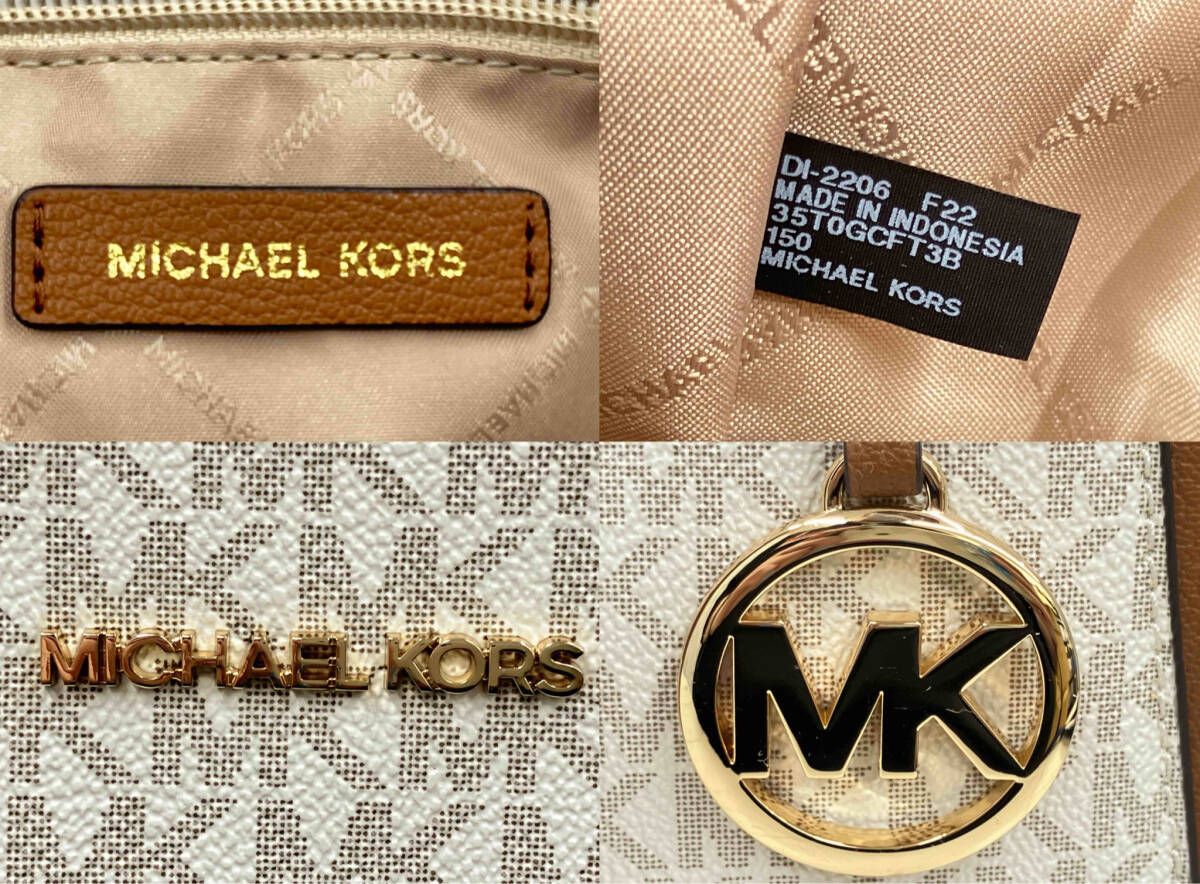 MICHAEL KORS
DI-2206 F22
MADE IN INDONESIA
35T0GCFT3B
150
MICHAEL KORS
MICHAEL KORS
MK